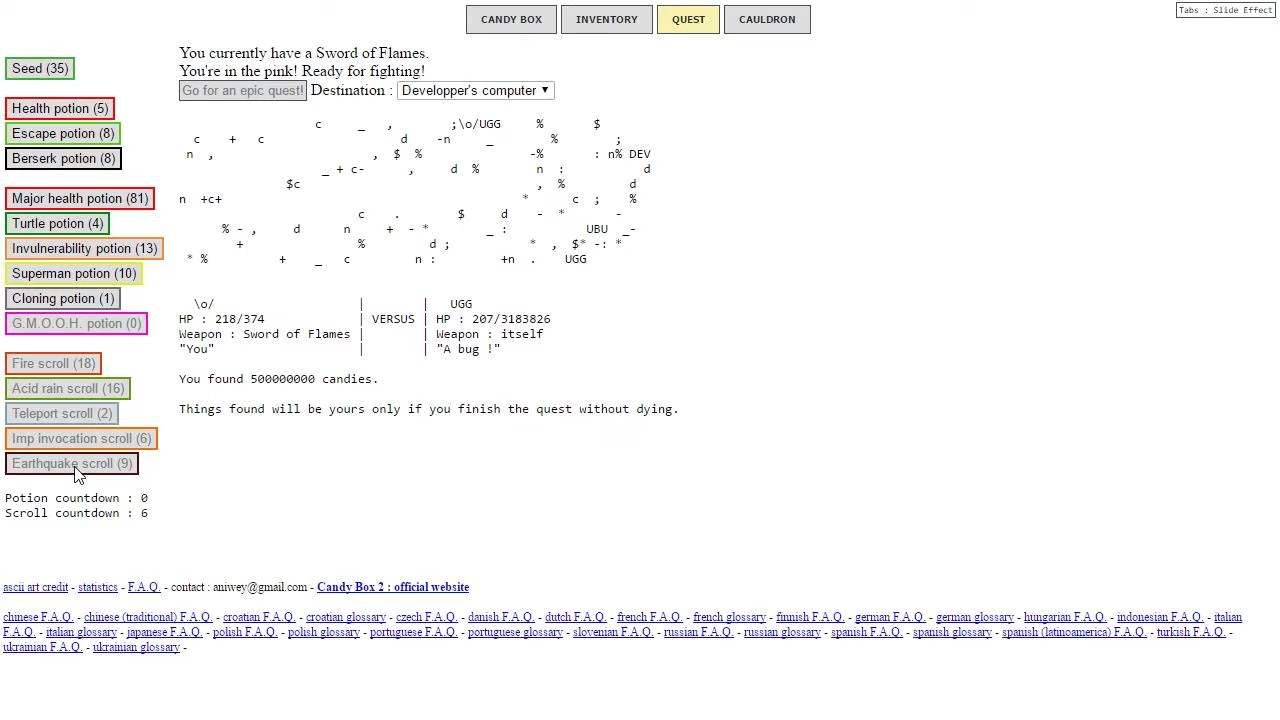 CANDY BOX INVENTORY QUEST CAULDRON
Tabs : Slide Effect
You currently have a Sword of Flames.
You're in the pink! Ready for fighting!
Go for an epic quest! Destination : Developper's computer ▼
Seed (35)
Health potion (5)
Escape potion (8)
Berserk potion (8)
Major health potion (81)
Turtle potion (4)
Invulnerability potion (13)
Superman potion (10)
Cloning potion (1)
G.M.O.O.H. potion (0)
Fire scroll (18)
Acid rain scroll (16)
Teleport scroll (2)
Imp invocation scroll (6)
Earthquake scroll (9)
Potion countdown : 0
Scroll countdown : 6
c _ , ;\o/UGG % $
c + c d -n _ % ;
n , , $ % -% : n% DEV
_ + c- , d % n : d
$c , % d
n +c+ * c ; %
c . $ d - * -
% - , d n + - * _ : UBU _-
+ % d ; * , $* -: *
* % + _ c n : +n . UGG
\o/ | | UGG
HP : 218/374 | VERSUS | HP : 207/3183826
Weapon : Sword of Flames | | Weapon : itself
"You" | | "A bug !"
You found 500000000 candies.
Things found will be yours only if you finish the quest without dying.
ascii art credit - statistics - F.A.Q. - contact : aniwey@gmail.com - Candy Box 2 : official website
chinese F.A.Q. - chinese (traditional) F.A.Q. - croatian F.A.Q. - croatian glossary - czech F.A.Q. - danish F.A.Q. - dutch F.A.Q. - french F.A.Q. - french glossary - finnish F.A.Q. - german F.A.Q. - german glossary - hungarian F.A.Q. - indonesian F.A.Q. - italian
F.A.Q. - italian glossary - japanese F.A.Q. - polish F.A.Q. - polish glossary - portuguese F.A.Q. - portuguese glossary - slovenian F.A.Q. - russian F.A.Q. - russian glossary - spanish F.A.Q. - spanish glossary - spanish (latinoamerica) F.A.Q. - turkish F.A.Q. -
ukrainian F.A.Q. - ukrainian glossary -